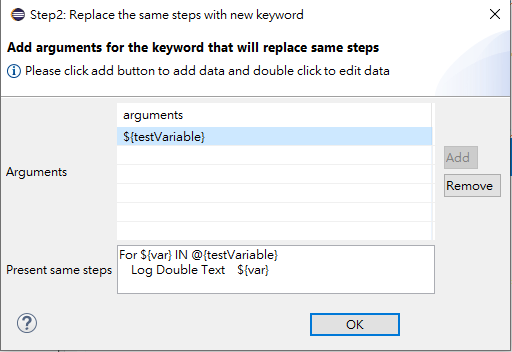 Step2: Replace the same steps with new keyword
Add arguments for the keyword that will replace same steps
Please click add button to add data and double click to edit data
arguments
${testVariable}
Arguments
Add
Remove
For ${var} IN @{testVariable}
Log Double Text ${var}
Present same steps
OK